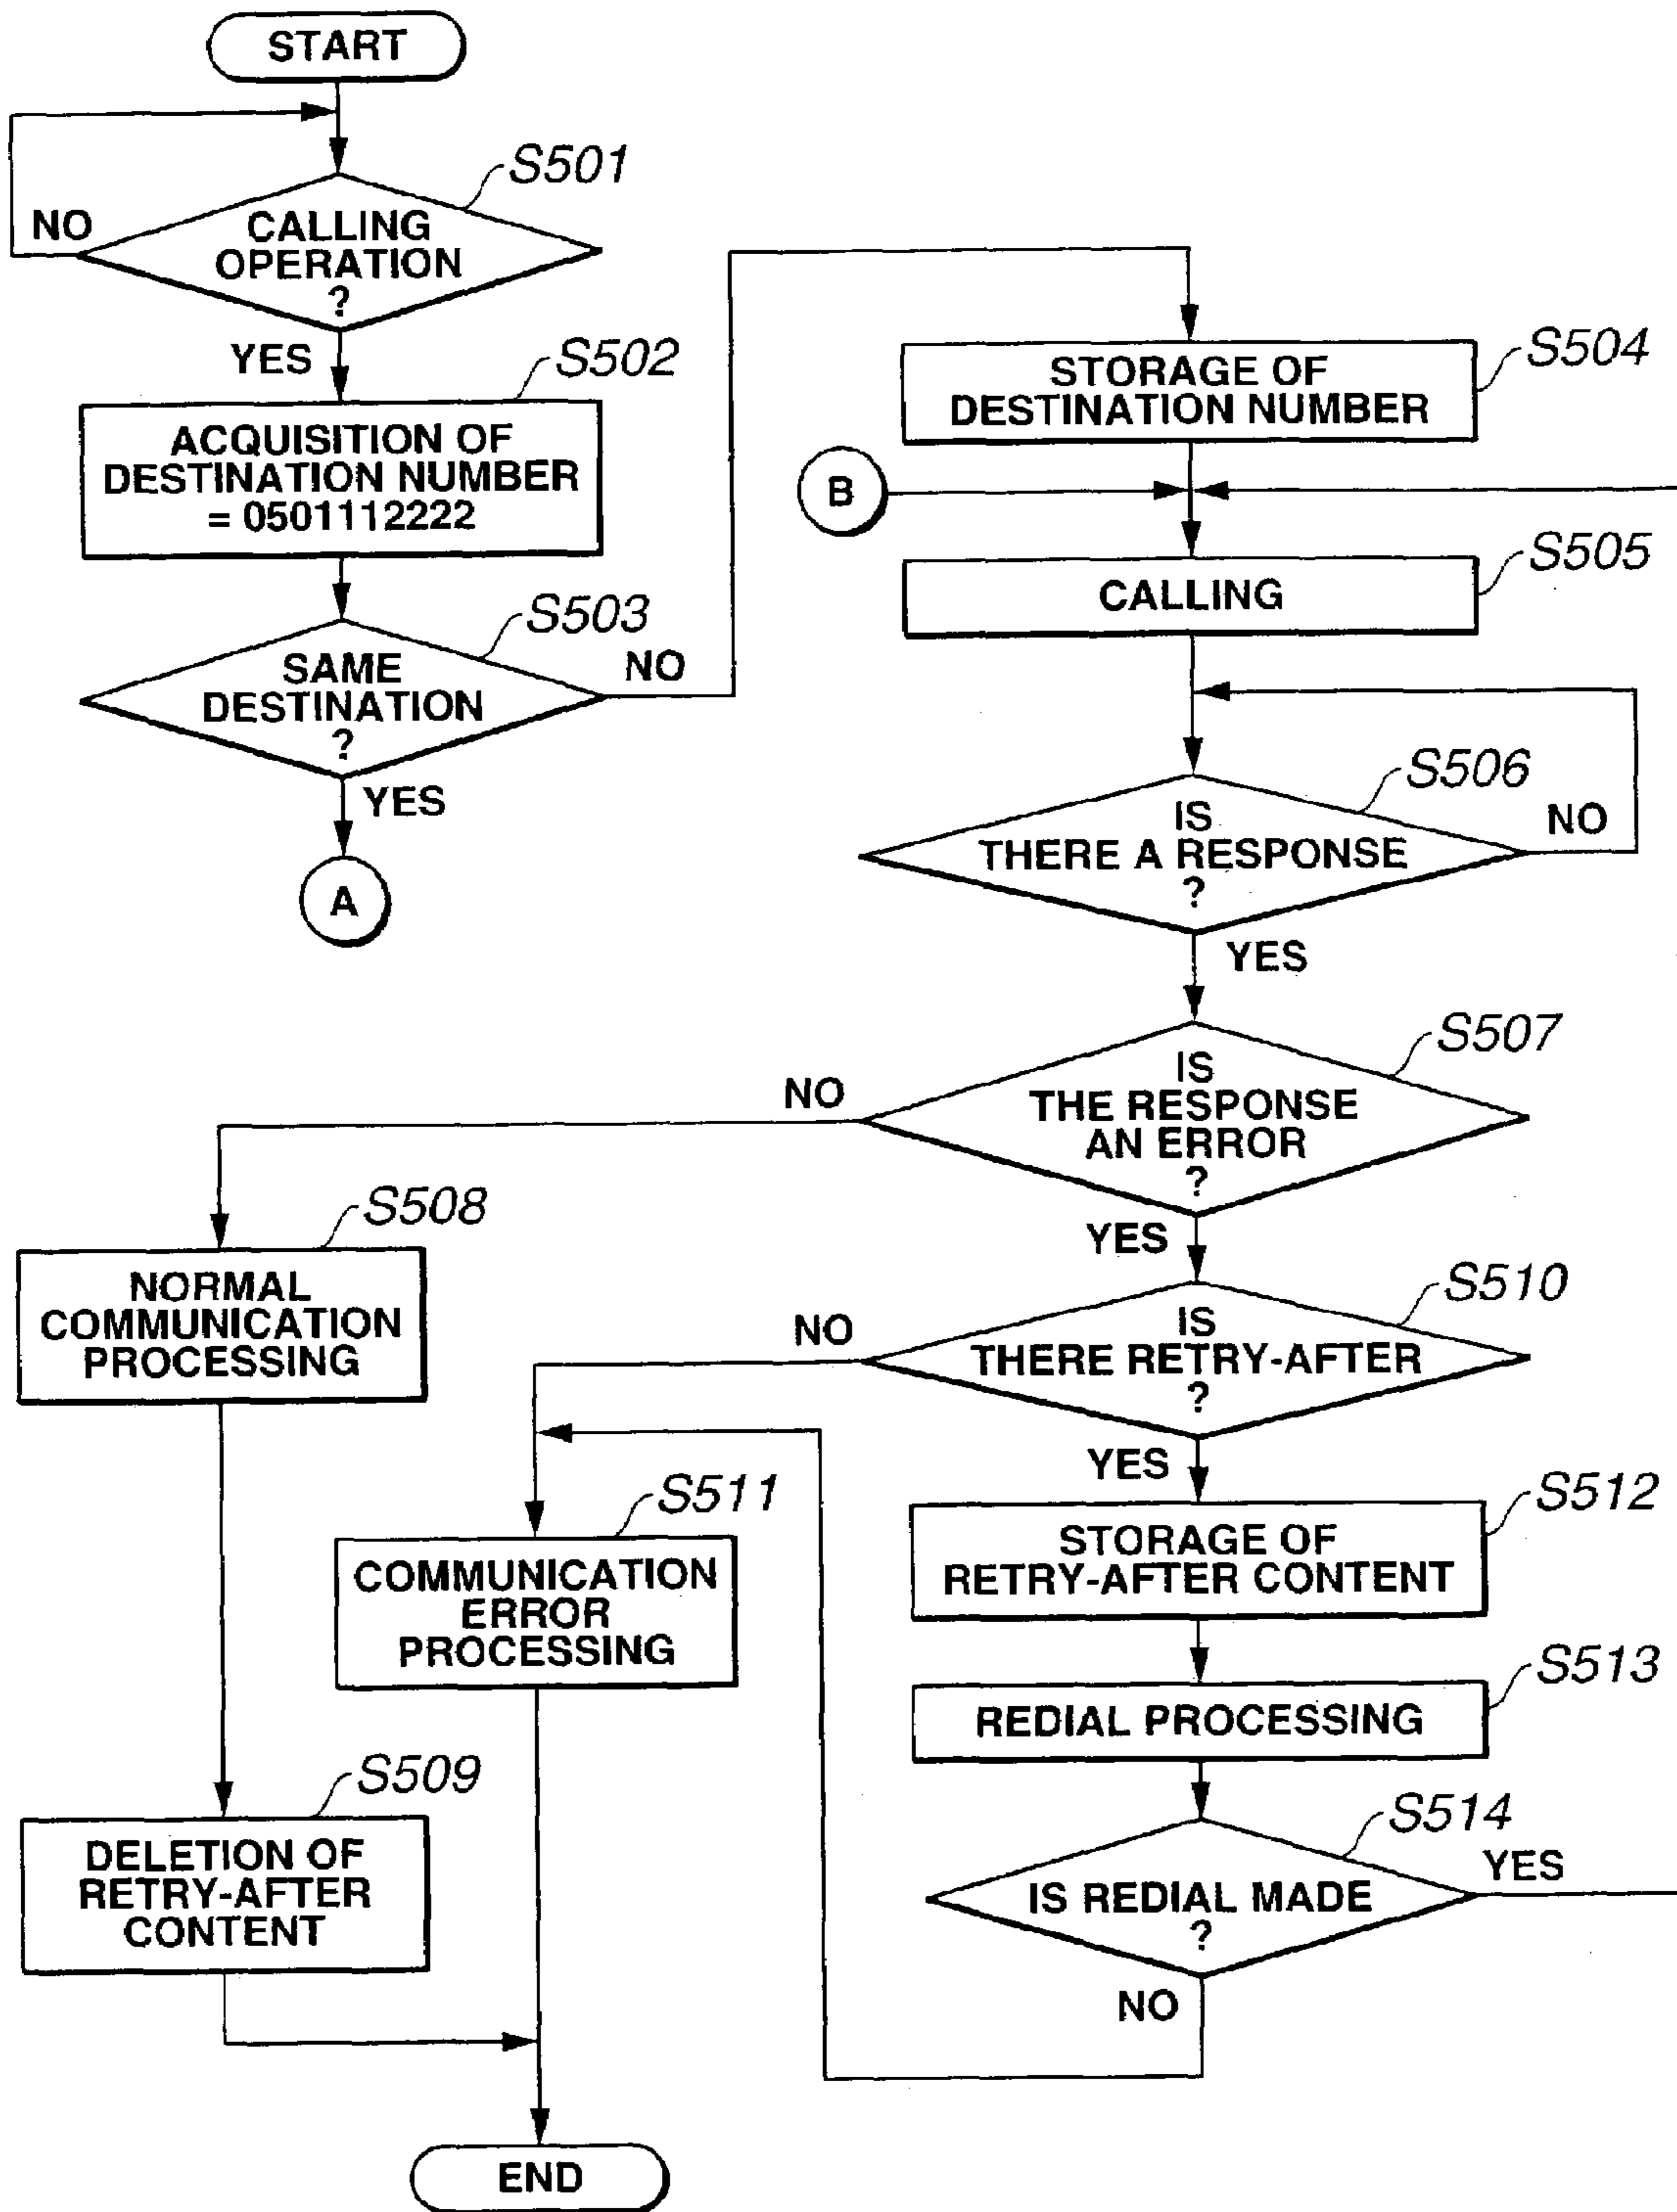 START
S501
NO
CALLING
OPERATION
?
YES
S502
ACQUISITION OF
DESTINATION NUMBER
= 0501112222
S503
SAME
DESTINATION
?
NO
YES
A
S504
STORAGE OF
DESTINATION NUMBER
B
S505
CALLING
S506
IS
THERE A RESPONSE
?
NO
YES
S507
IS
THE RESPONSE
AN ERROR
?
NO
YES
S508
NORMAL
COMMUNICATION
PROCESSING
S509
DELETION OF
RETRY-AFTER
CONTENT
S510
IS
THERE RETRY-AFTER
?
NO
YES
S511
COMMUNICATION
ERROR
PROCESSING
S512
STORAGE OF
RETRY-AFTER CONTENT
S513
REDIAL PROCESSING
S514
IS REDIAL MADE
?
YES
NO
END